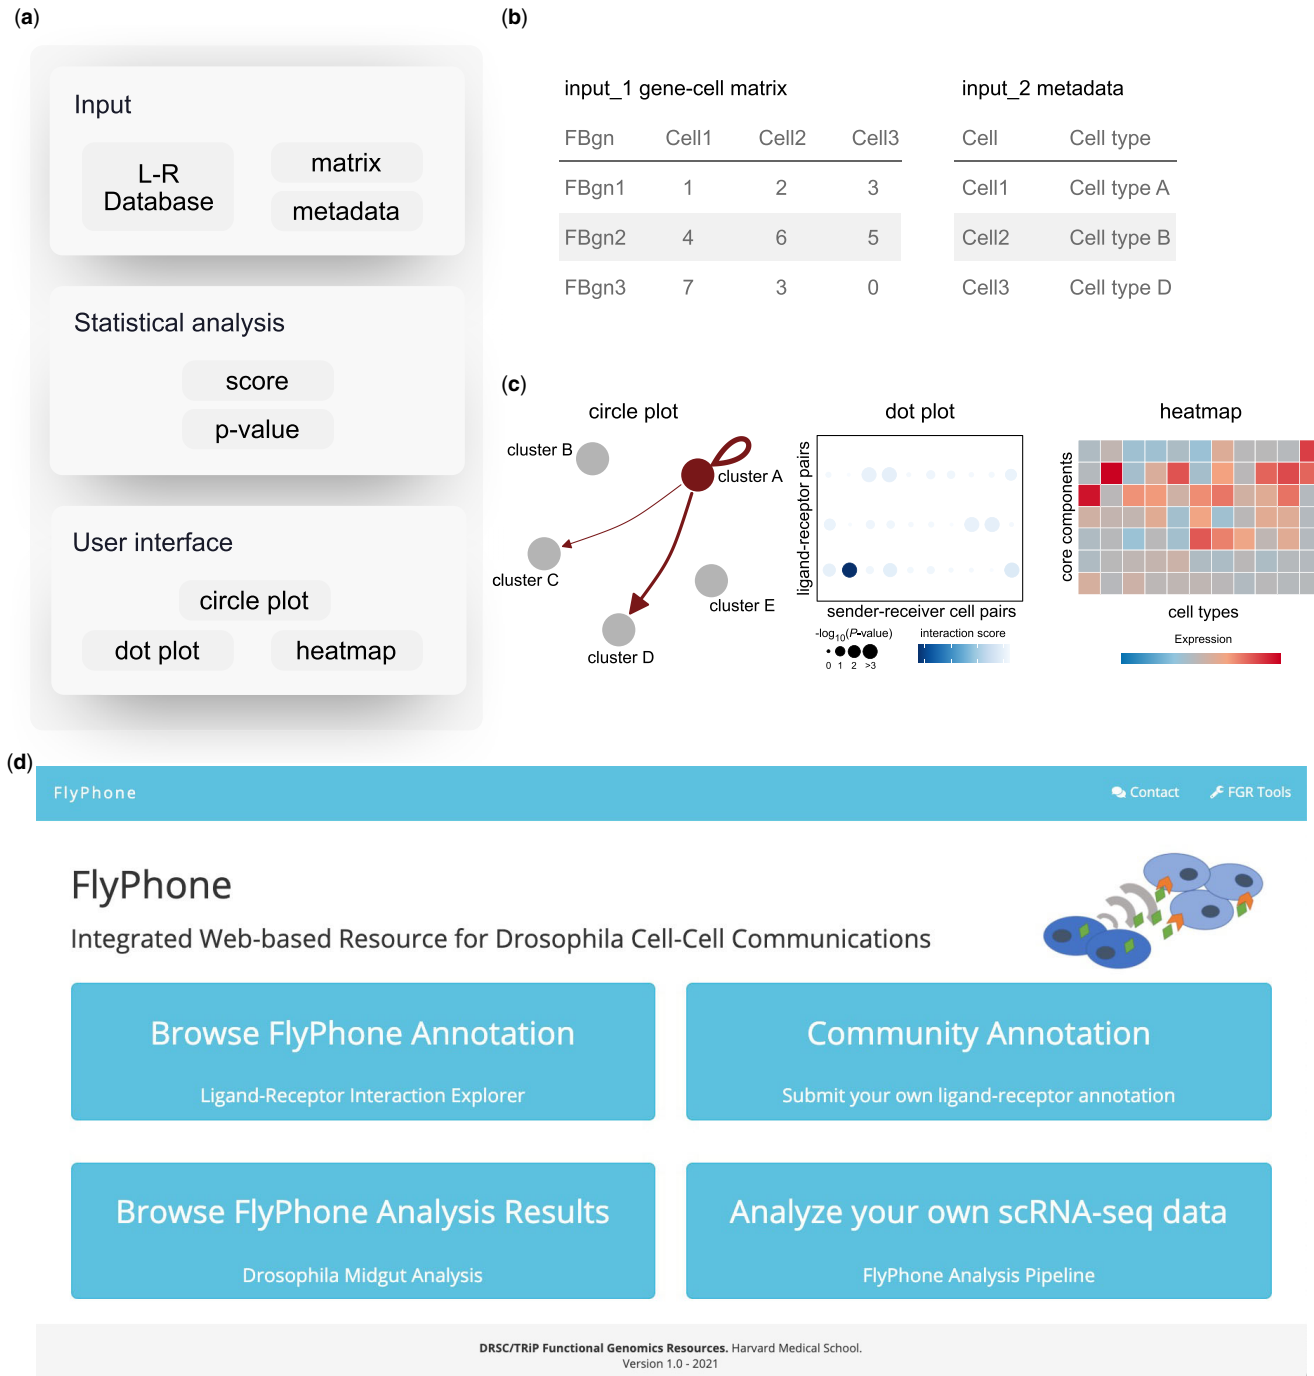 (a)
Input
L-R
Database
matrix
metadata
Statistical analysis
score
p-value
User interface
circle plot
dot plot
heatmap
(b)
input_1 gene-cell matrix
FBgn Cell1 Cell2 Cell3
FBgn1 1 2 3
FBgn2 4 6 5
FBgn3 7 3 0
input_2 metadata
Cell Cell type
Cell1 Cell type A
Cell2 Cell type B
Cell3 Cell type D
(c)
circle plot
cluster B
cluster A
cluster C
cluster E
cluster D
dot plot
ligand-receptor pairs
sender-receiver cell pairs
-log10(P-value)
0 1 2 >3
interaction score
heatmap
core components
cell types
Expression
(d)
FlyPhone
Contact
FGR Tools
FlyPhone
Integrated Web-based Resource for Drosophila Cell-Cell Communications
Browse FlyPhone Annotation
Ligand-Receptor Interaction Explorer
Community Annotation
Submit your own ligand-receptor annotation
Browse FlyPhone Analysis Results
Drosophila Midgut Analysis
Analyze your own scRNA-seq data
FlyPhone Analysis Pipeline
DRSC/TRiP Functional Genomics Resources. Harvard Medical School.
Version 1.0 - 2021